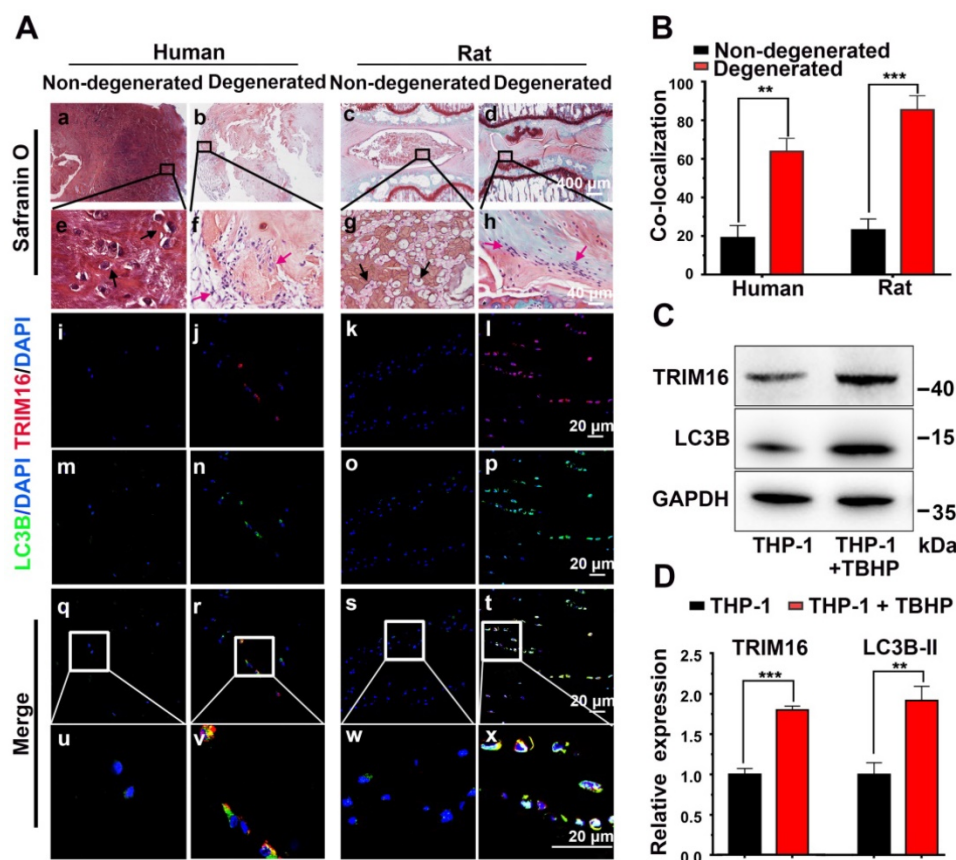 A
Human
Rat
Non-degenerated Degenerated
Non-degenerated Degenerated
Safranin O
a
b
c
d
400 µm
e
f
g
h
40 µm
LC3B/DAPI TRIM16/DAPI
i
j
k
l
20 µm
m
n
o
p
20 µm
Merge
q
r
s
t
20 µm
u
v
w
x
20 µm
B
Non-degenerated
Degenerated
Co-localization
100
80
60
40
20
0
**
***
Human
Rat
C
TRIM16
–40
LC3B
–15
GAPDH
–35
THP-1
THP-1
+TBHP
kDa
D
THP-1
THP-1 + TBHP
TRIM16
LC3B-II
Relative expression
2.5
2.0
1.5
1.0
0.5
0.0
***
**